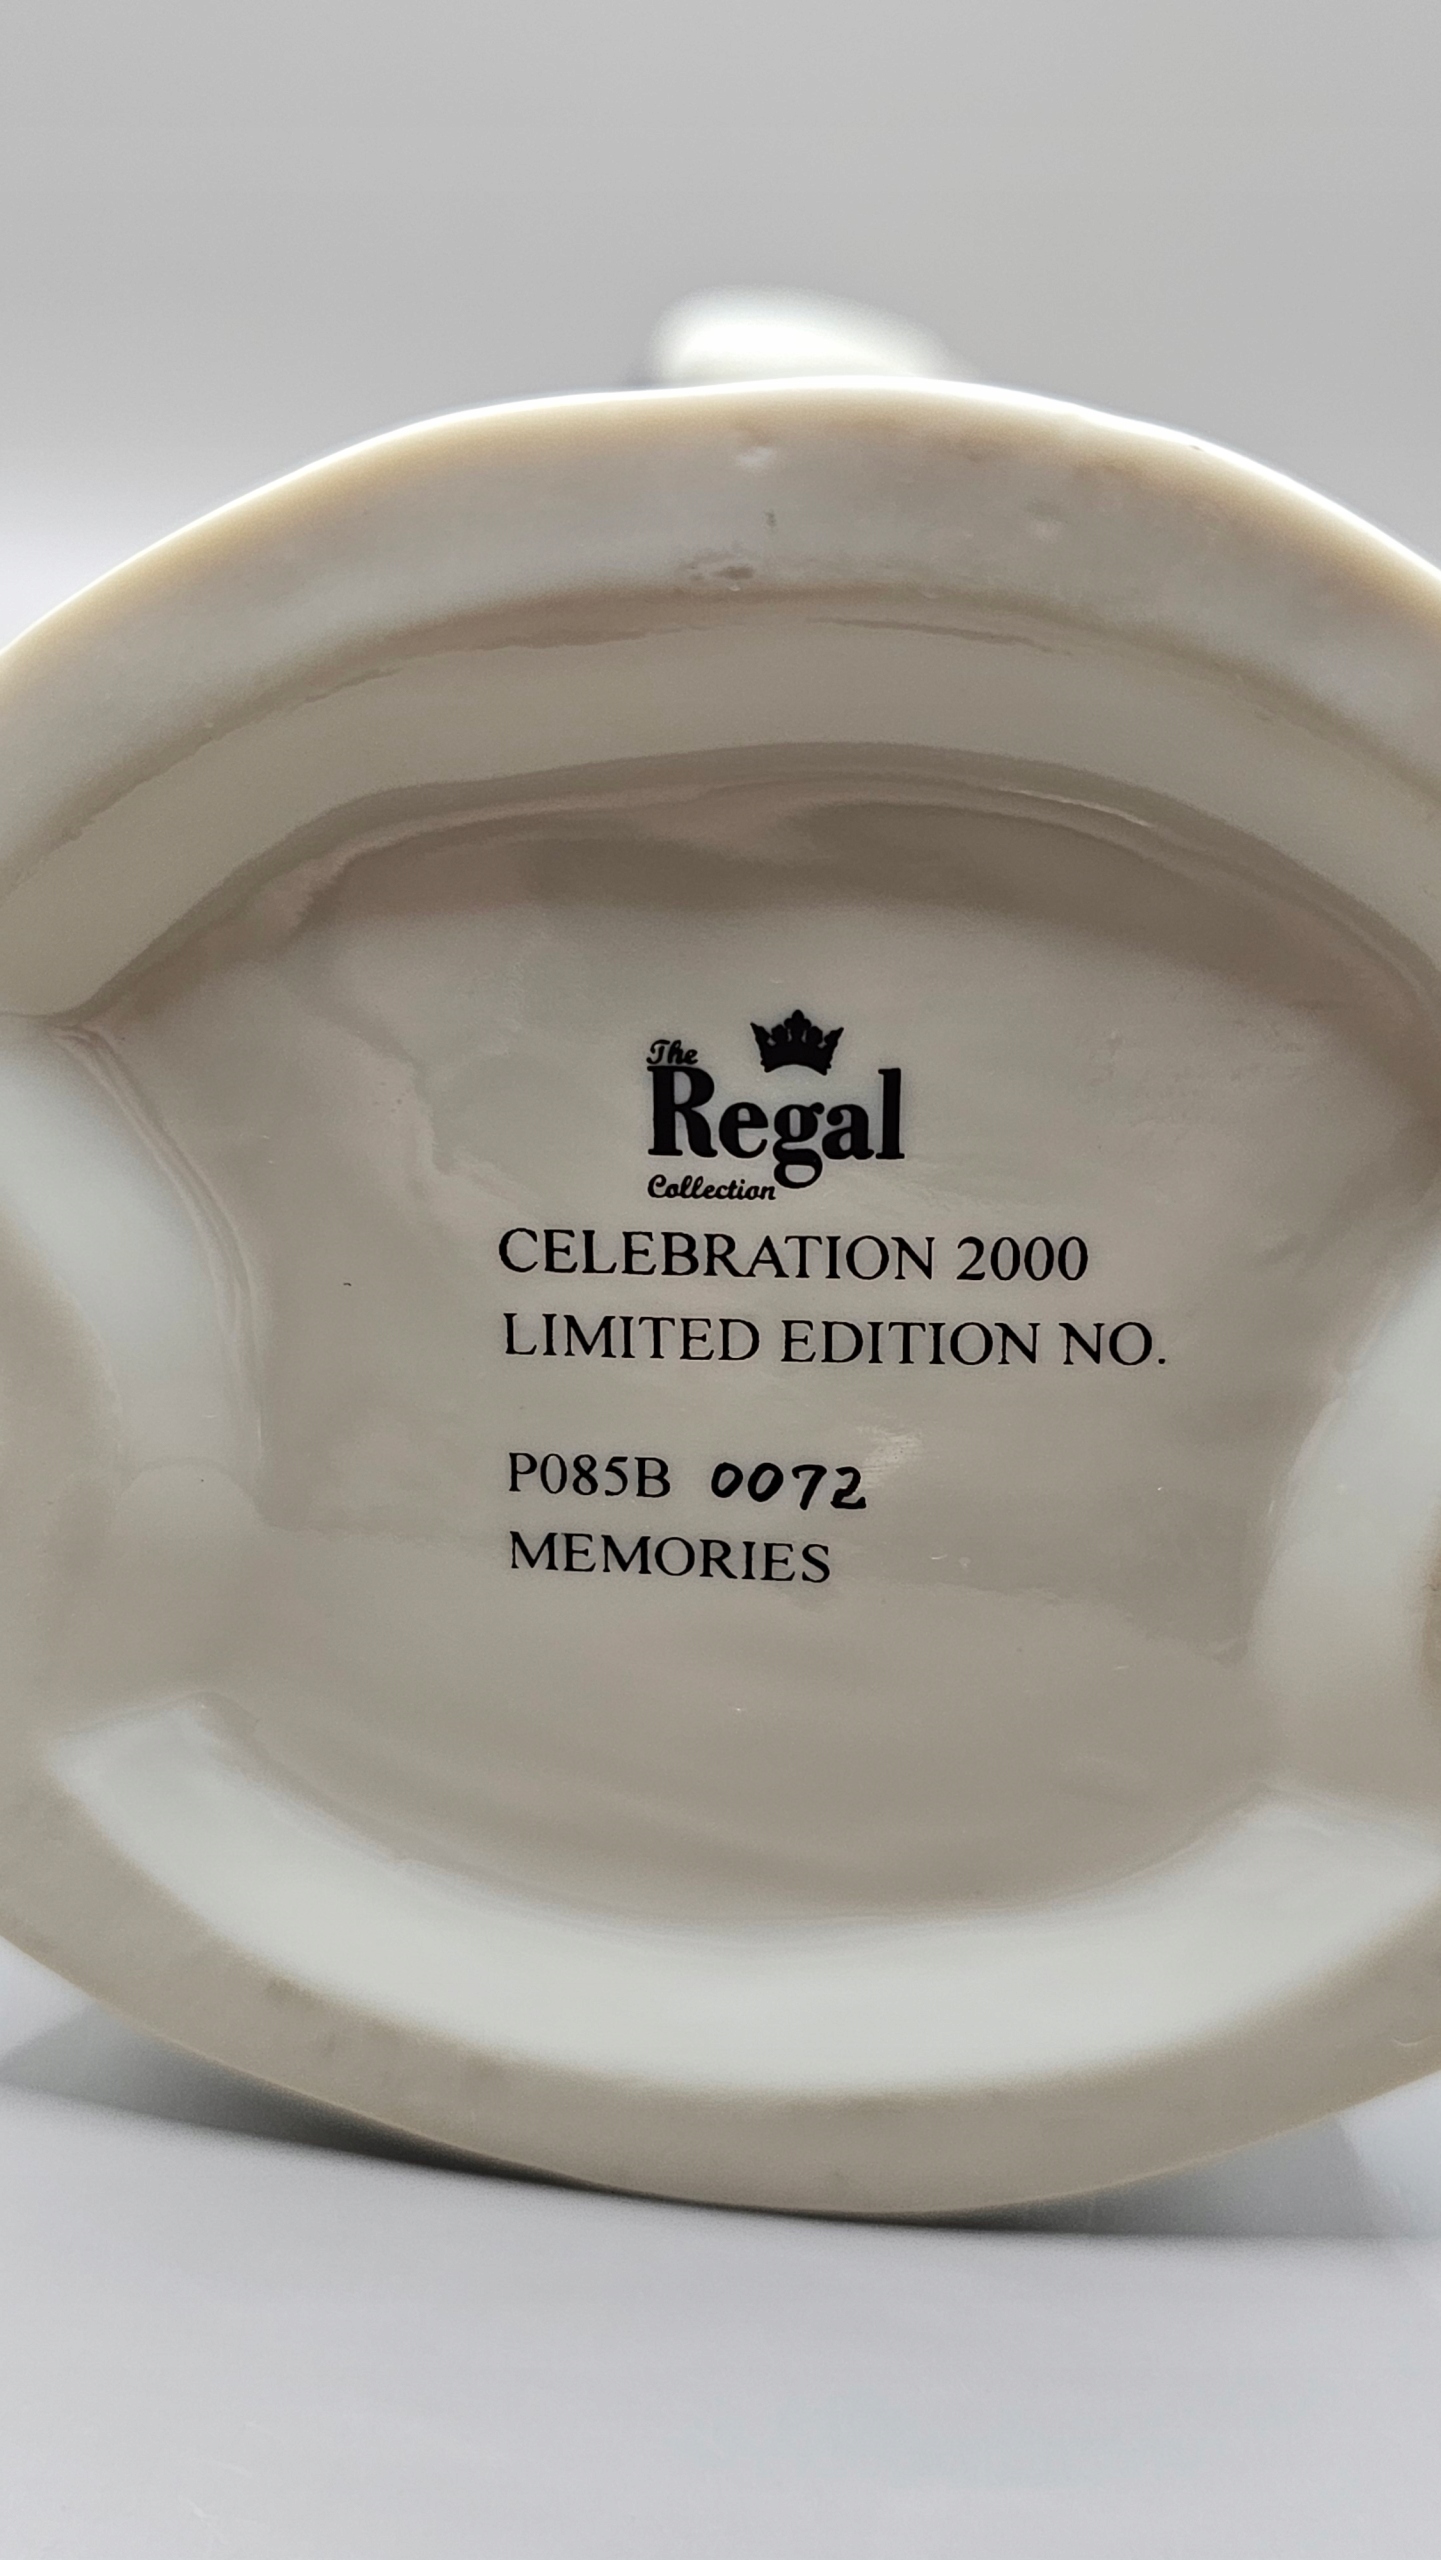 The
Regal
Collection
CELEBRATION 2000
LIMITED EDITION NO.
P085B 0072
MEMORIES